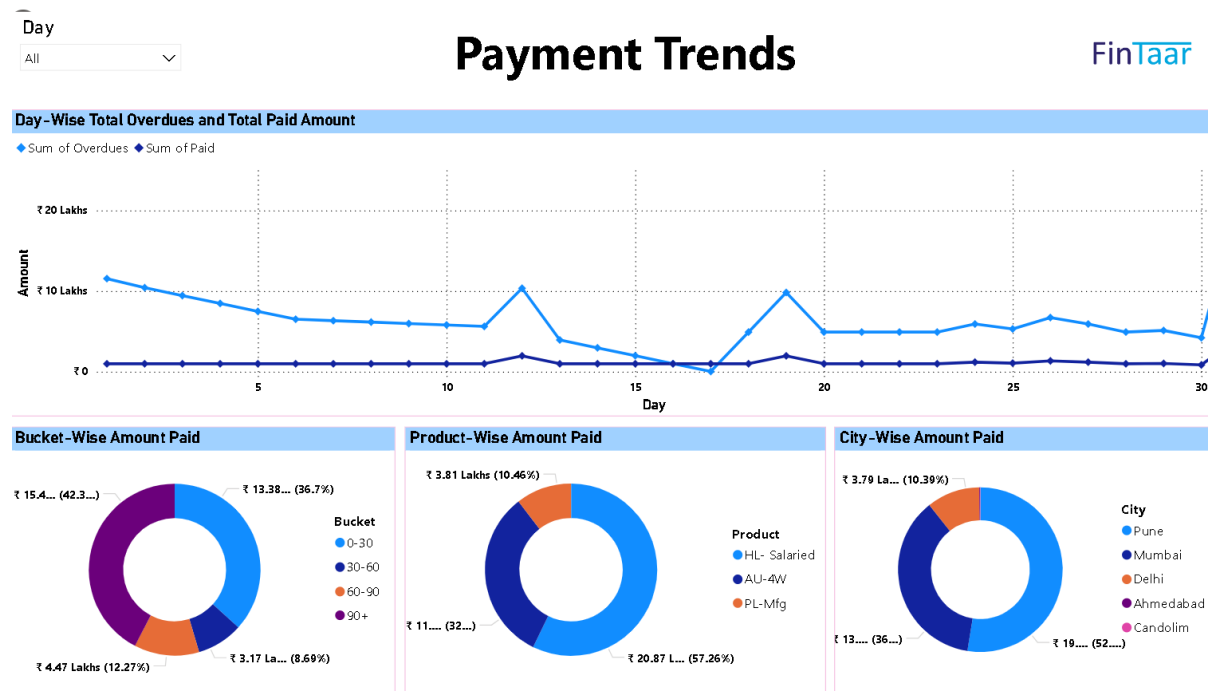 Day
All
Payment Trends
FinTaar
Day-Wise Total Overdues and Total Paid Amount
Sum of Overdues Sum of Paid
₹ 20 Lakhs
₹ 10 Lakhs
₹ 0
Amount
5 10 15 20 25 30
Day
Bucket-Wise Amount Paid
₹ 15.4... (42.3...)
₹ 13.38... (36.7%)
₹ 4.47 Lakhs (12.27%)
₹ 3.17 La... (8.69%)
Bucket
0-30
30-60
60-90
90+
Product-Wise Amount Paid
₹ 3.81 Lakhs (10.46%)
₹ 11.... (32...)
₹ 20.87 L... (57.26%)
Product
HL- Salaried
AU-4W
PL-Mfg
City-Wise Amount Paid
₹ 3.79 La... (10.39%)
₹ 13.... (36...)
₹ 19.... (52....)
City
Pune
Mumbai
Delhi
Ahmedabad
Candolim